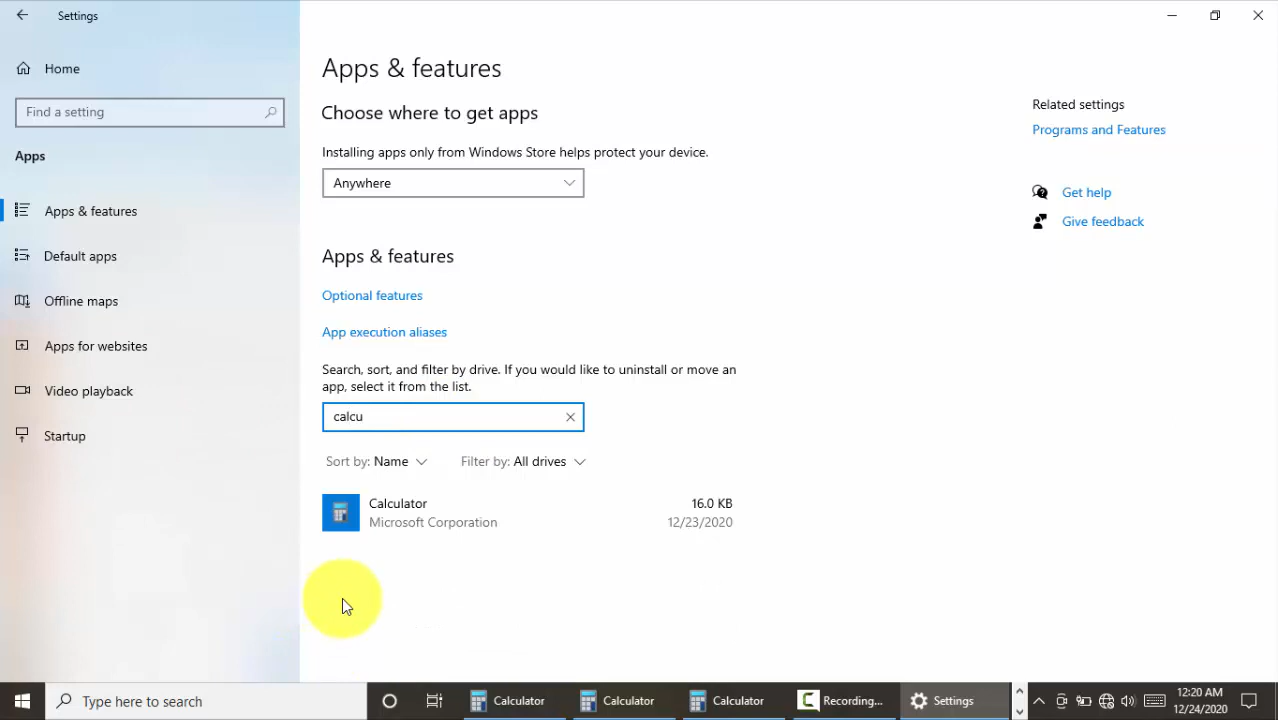 Settings
Home
Find a setting
Apps
Apps & features
Default apps
Offline maps
Apps for websites
Video playback
Startup
Apps & features
Choose where to get apps
Installing apps only from Windows Store helps protect your device.
Anywhere
Apps & features
Optional features
App execution aliases
Search, sort, and filter by drive. If you would like to uninstall or move an
app, select it from the list.
calcu
Sort by: Name Filter by: All drives
Calculator 16.0 KB
Microsoft Corporation 12/23/2020
Related settings
Programs and Features
Get help
Give feedback
Type here to search Calculator Calculator Calculator Recording... Settings
12:20 AM
12/24/2020